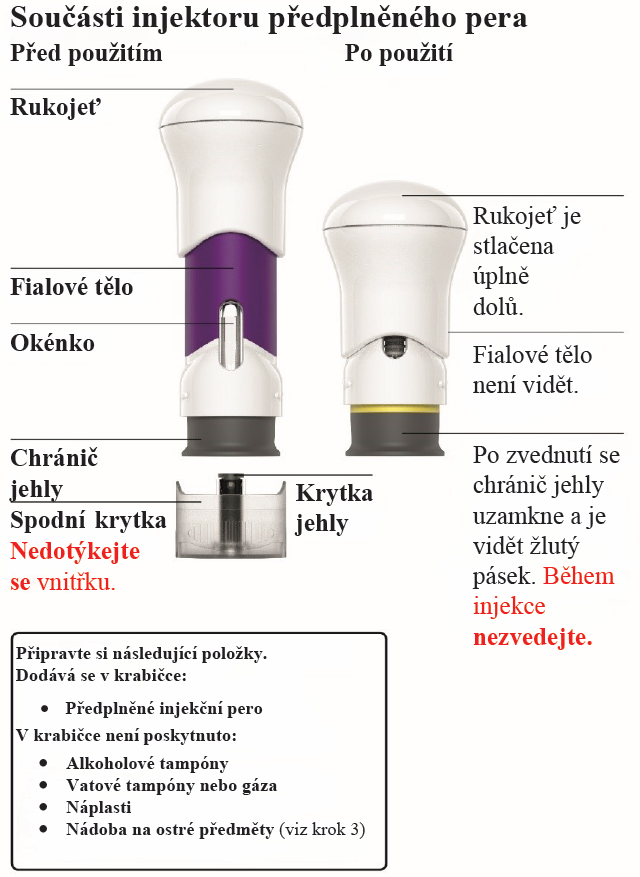 Součásti injektoru předplněného pera
Před použitím
Po použití
Rukojeť
Fialové tělo
Okénko
Chránič
jehly
Spodní krytka
Nedotýkejte
se vnitřku.
Krytka
jehly
Rukojeť je
stlačena
úplně
dolů.
Fialové tělo
není vidět.
Po zvednutí se
chránič jehly
uzamkne a je
vidět žlutý
pásek. Během
injekce
nezvedejte.
Připravte si následující položky.
Dodává se v krabičce:
• Předplněné injekční pero
V krabičce není poskytnuto:
• Alkoholové tampóny
• Vatové tampóny nebo gáza
• Náplasti
• Nádoba na ostré předměty (viz krok 3)